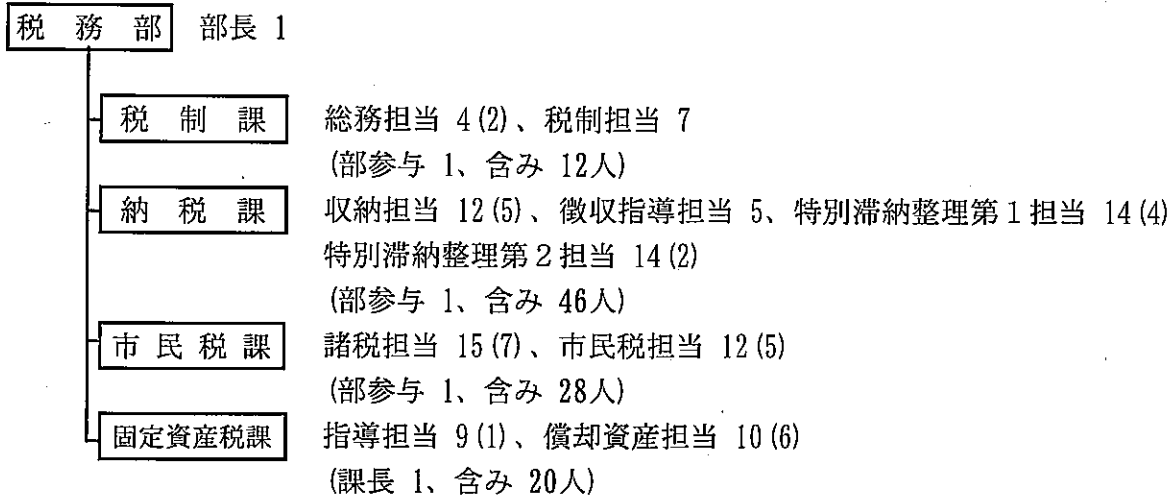 税務部 部長 1
税制課 総務担当 4(2)、税制担当 7
(部参与 1、含み 12人)
納税課 収納担当 12(5)、徴収指導担当 5、特別滞納整理第1担当 14(4)
特別滞納整理第2担当 14(2)
(部参与 1、含み 46人)
市民税課 諸税担当 15(7)、市民税担当 12(5)
(部参与 1、含み 28人)
固定資産税課 指導担当 9(1)、償却資産担当 10(6)
(課長 1、含み 20人)